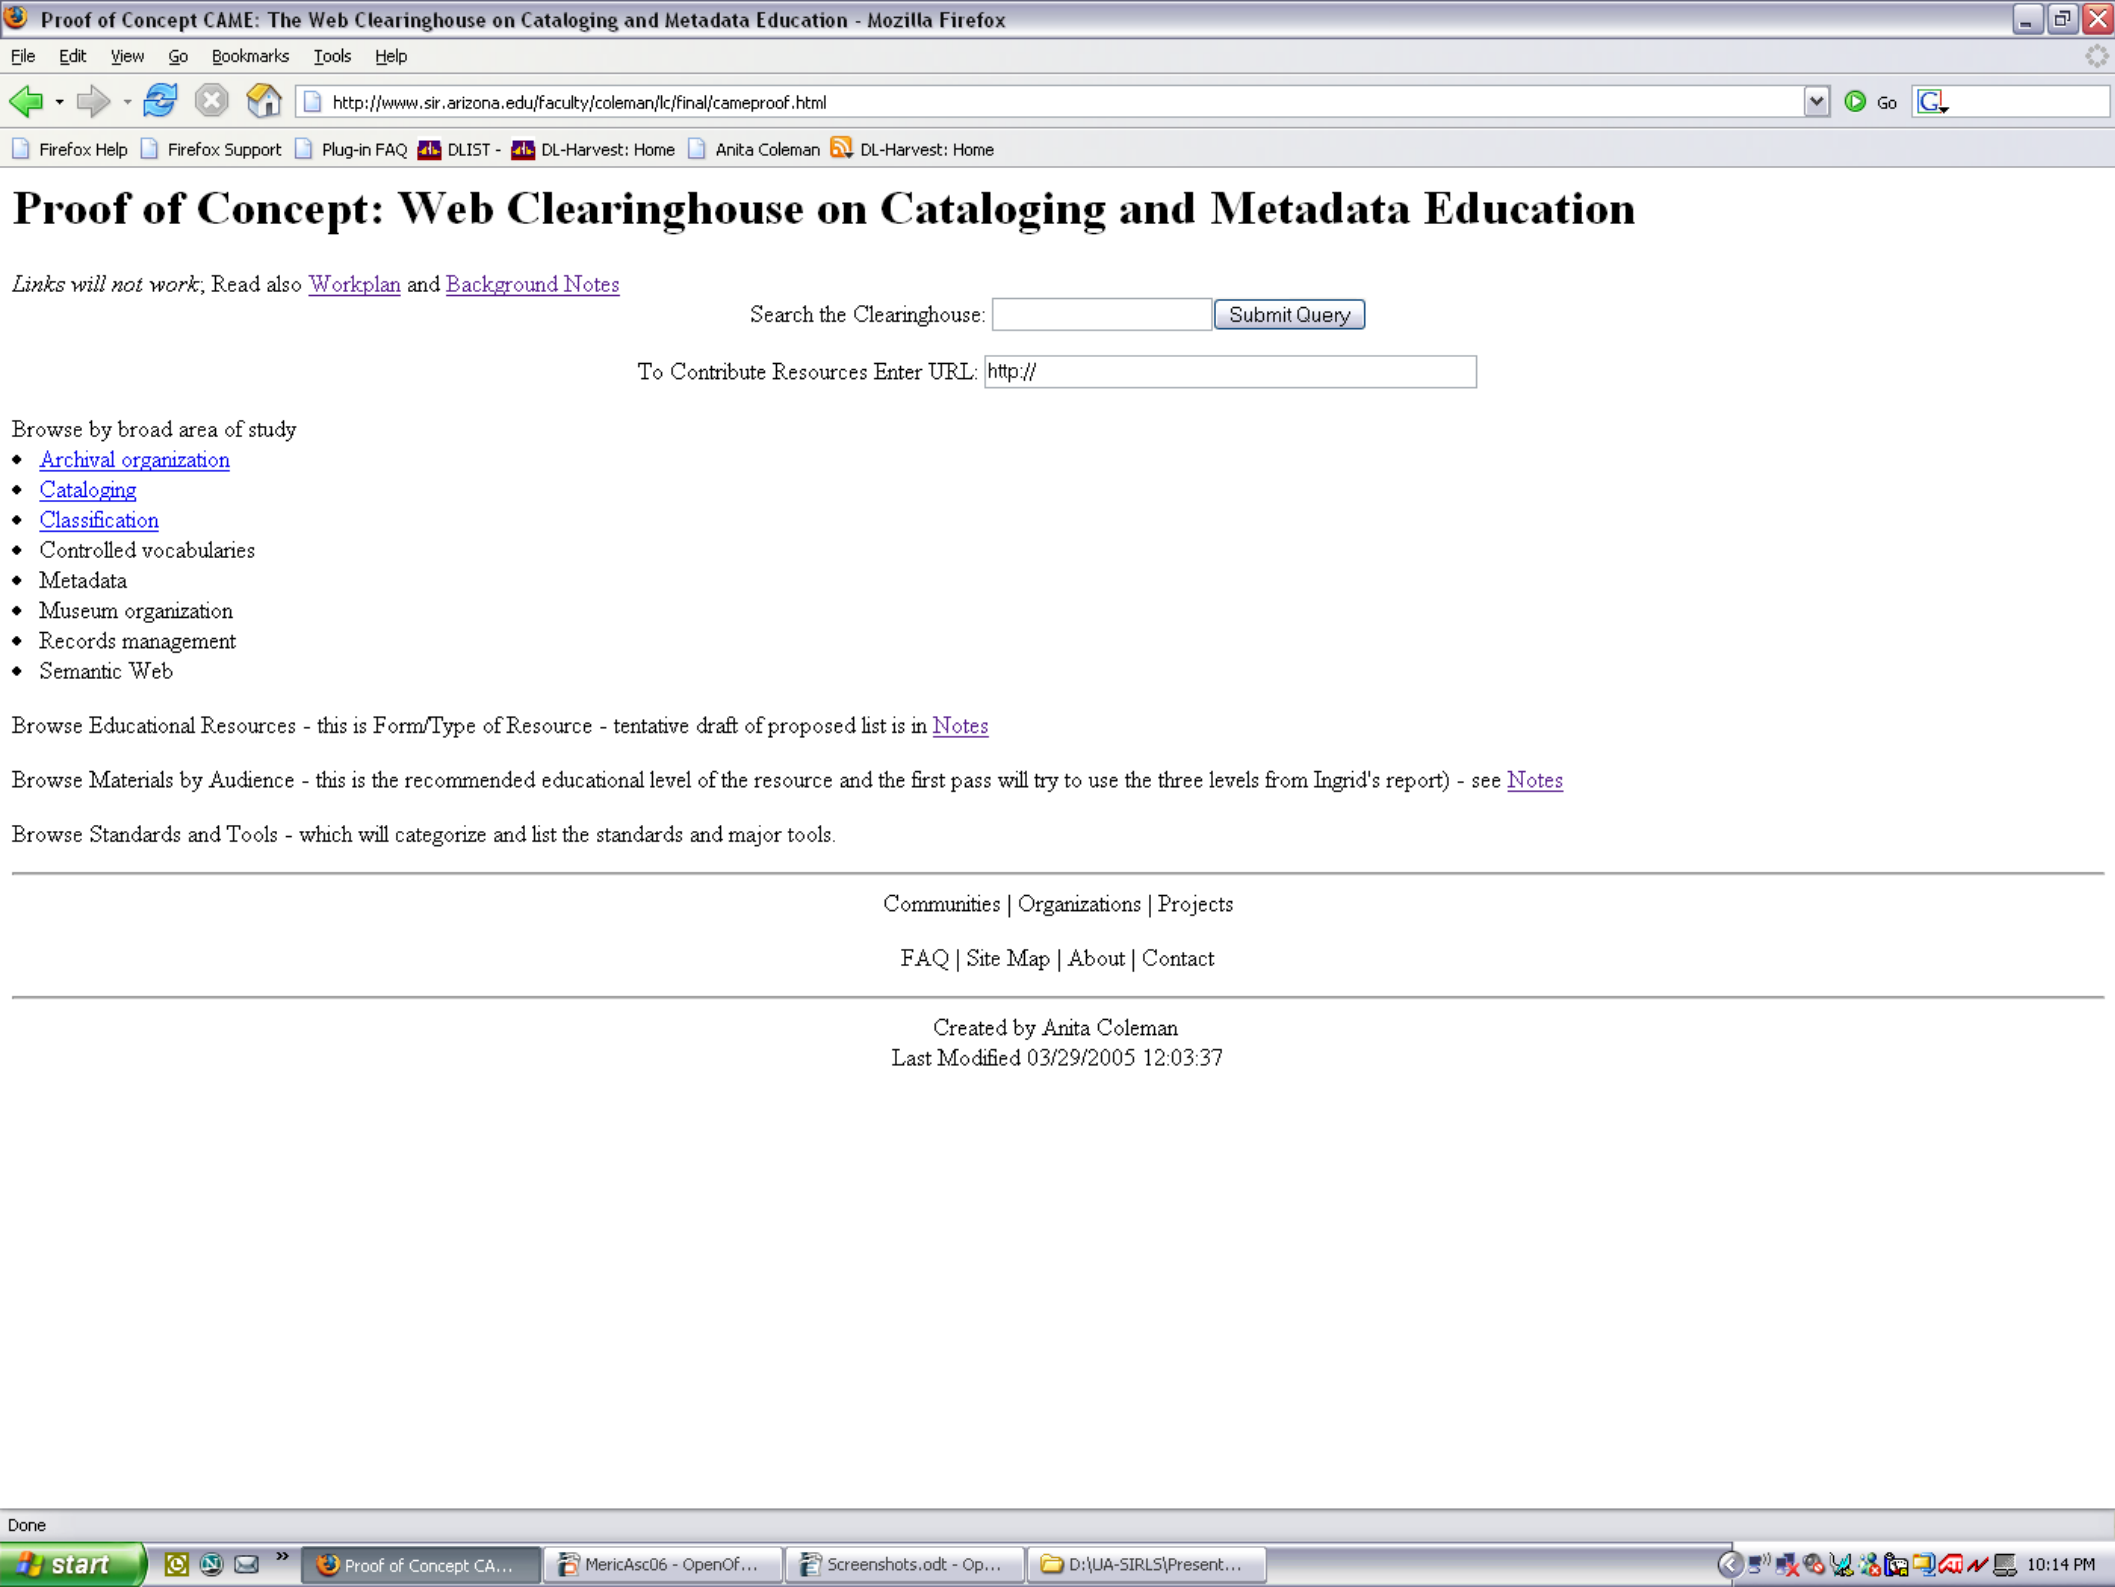 Proof of Concept CAME: The Web Clearinghouse on Cataloging and Metadata Education - Mozilla Firefox
File Edit View Go Bookmarks Tools Help
http://www.sir.arizona.edu/faculty/coleman/lc/final/cameproof.html Go
Firefox Help Firefox Support Plug-in FAQ DLIST - DL-Harvest: Home Anita Coleman DL-Harvest: Home
Proof of Concept: Web Clearinghouse on Cataloging and Metadata Education
Links will not work; Read also Workplan and Background Notes
Search the Clearinghouse: Submit Query
To Contribute Resources Enter URL: http://
Browse by broad area of study
• Archival organization
• Cataloging
• Classification
• Controlled vocabularies
• Metadata
• Museum organization
• Records management
• Semantic Web
Browse Educational Resources - this is Form/Type of Resource - tentative draft of proposed list is in Notes
Browse Materials by Audience - this is the recommended educational level of the resource and the first pass will try to use the three levels from Ingrid's report) - see Notes
Browse Standards and Tools - which will categorize and list the standards and major tools.
Communities | Organizations | Projects
FAQ | Site Map | About | Contact
Created by Anita Coleman
Last Modified 03/29/2005 12:03:37
Done
start » Proof of Concept CA... MericAsc06 - OpenOf... Screenshots.odt - Op... D:\UA-SIRLS\Present... 10:14 PM